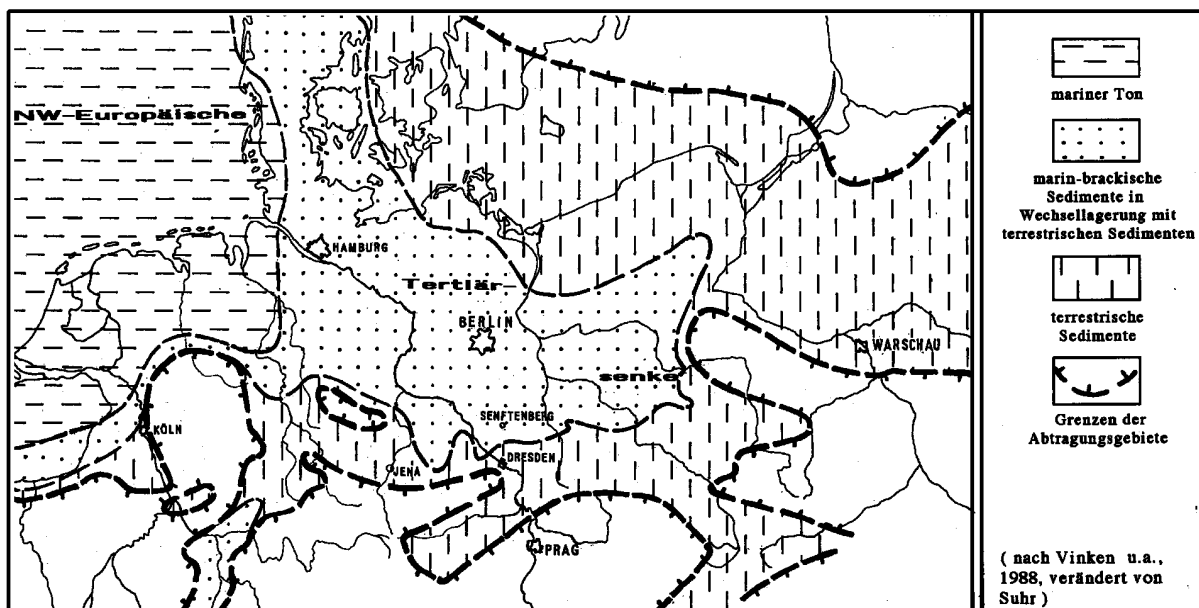 NW-Europäische
HAMBURG
Tertiär-
BERLIN
senke
WARSCHAU
KÖLN
SENFTENBERG
JENA
DRESDEN
PRAG
mariner Ton
marin-brackische
Sedimente in
Wechsellagerung mit
terrestrischen Sedimenten
terrestrische
Sedimente
Grenzen der
Abtragungsgebiete
( nach Vinken u.a.,
1988, verändert von
Suhr )